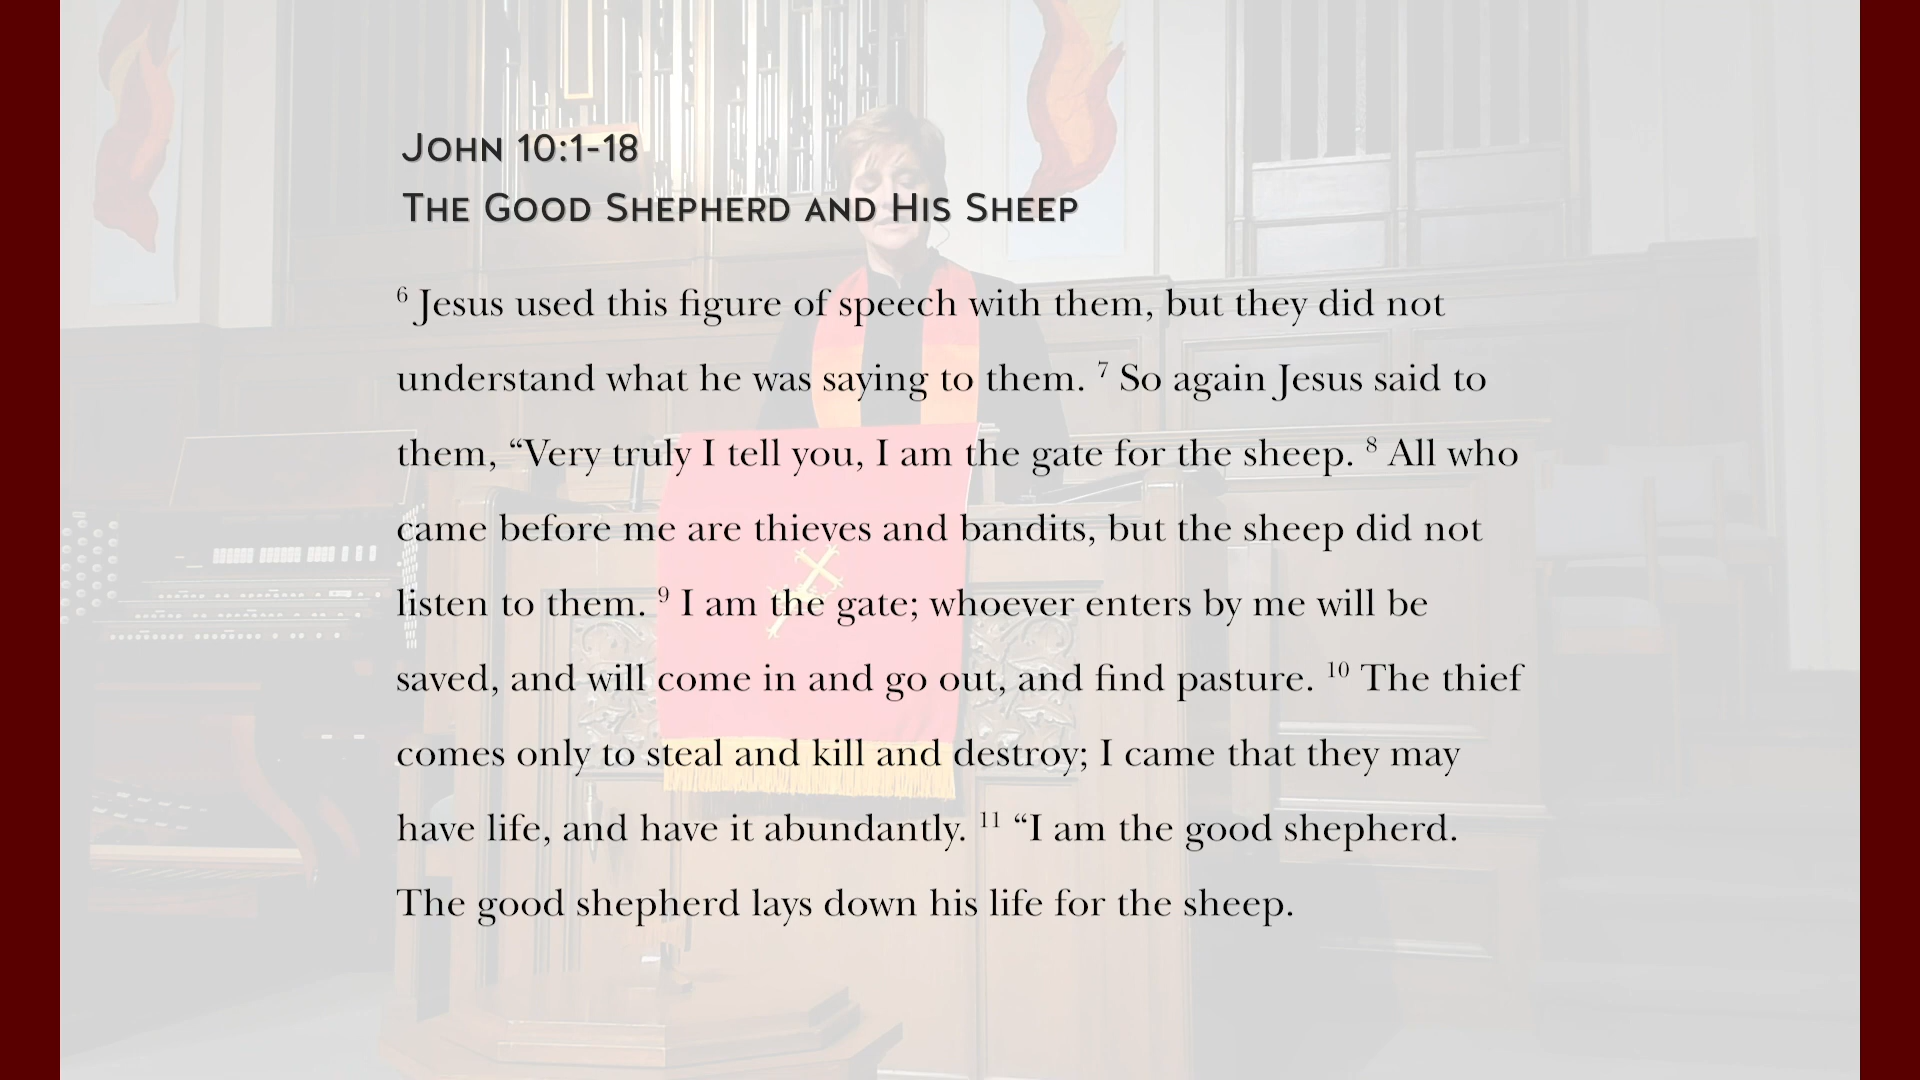 John 10:1-18
The Good Shepherd and His Sheep
6 Jesus used this figure of speech with them, but they did not
understand what he was saying to them. 7 So again Jesus said to
them, “Very truly I tell you, I am the gate for the sheep. 8 All who
came before me are thieves and bandits, but the sheep did not
listen to them. 9 I am the gate; whoever enters by me will be
saved, and will come in and go out, and find pasture. 10 The thief
comes only to steal and kill and destroy; I came that they may
have life, and have it abundantly. 11 “I am the good shepherd.
The good shepherd lays down his life for the sheep.